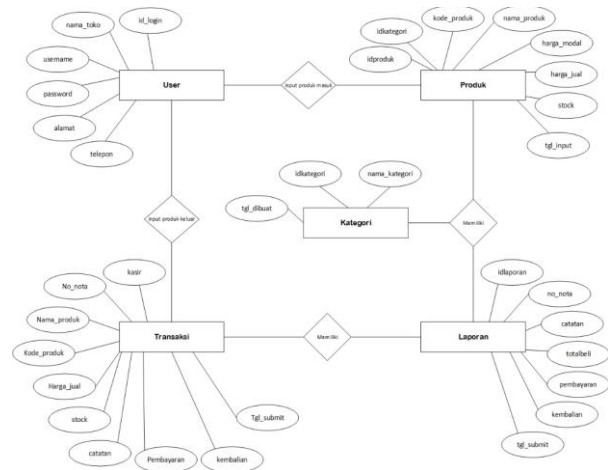 kode_produk
nama_produk
id_login
nama_toko
idkategori
harga_modal
username
idproduk
User
Input produk masuk
Produk
harga_jual
password
stock
alamat
telepon
tgl_input
idkategori
nama_kategori
tgl_dibuat
Kategori
Memiliki
Input produk keluar
kasir
idlaporan
No_nota
no_nota
Nama_produk
catatan
Transaksi
Memiliki
Laporan
Kode_produk
totalbeli
Harga_jual
pembayaran
stock
Tgl_submit
kembalian
catatan
Pembayaran
kembalian
tgl_submit